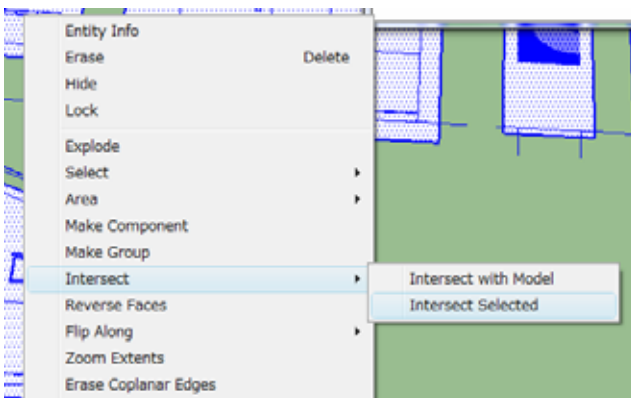 Entity Info
Erase Delete
Hide
Lock
Explode
Select
Area
Make Component
Make Group
Intersect
Intersect with Model
Intersect Selected
Reverse Faces
Flip Along
Zoom Extents
Erase Coplanar Edges